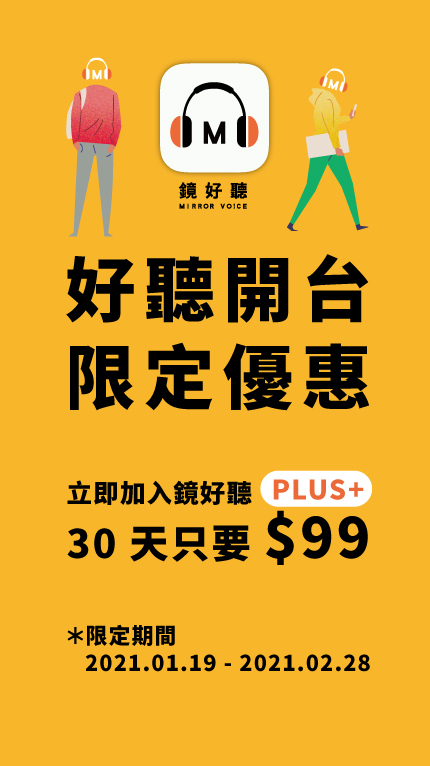 M
M
M
鏡好聽
MIRROR VOICE
好聽開台
限定優惠
立即加入鏡好聽 PLUS+
30 天只要 $99
＊限定期間
2021.01.19 - 2021.02.28